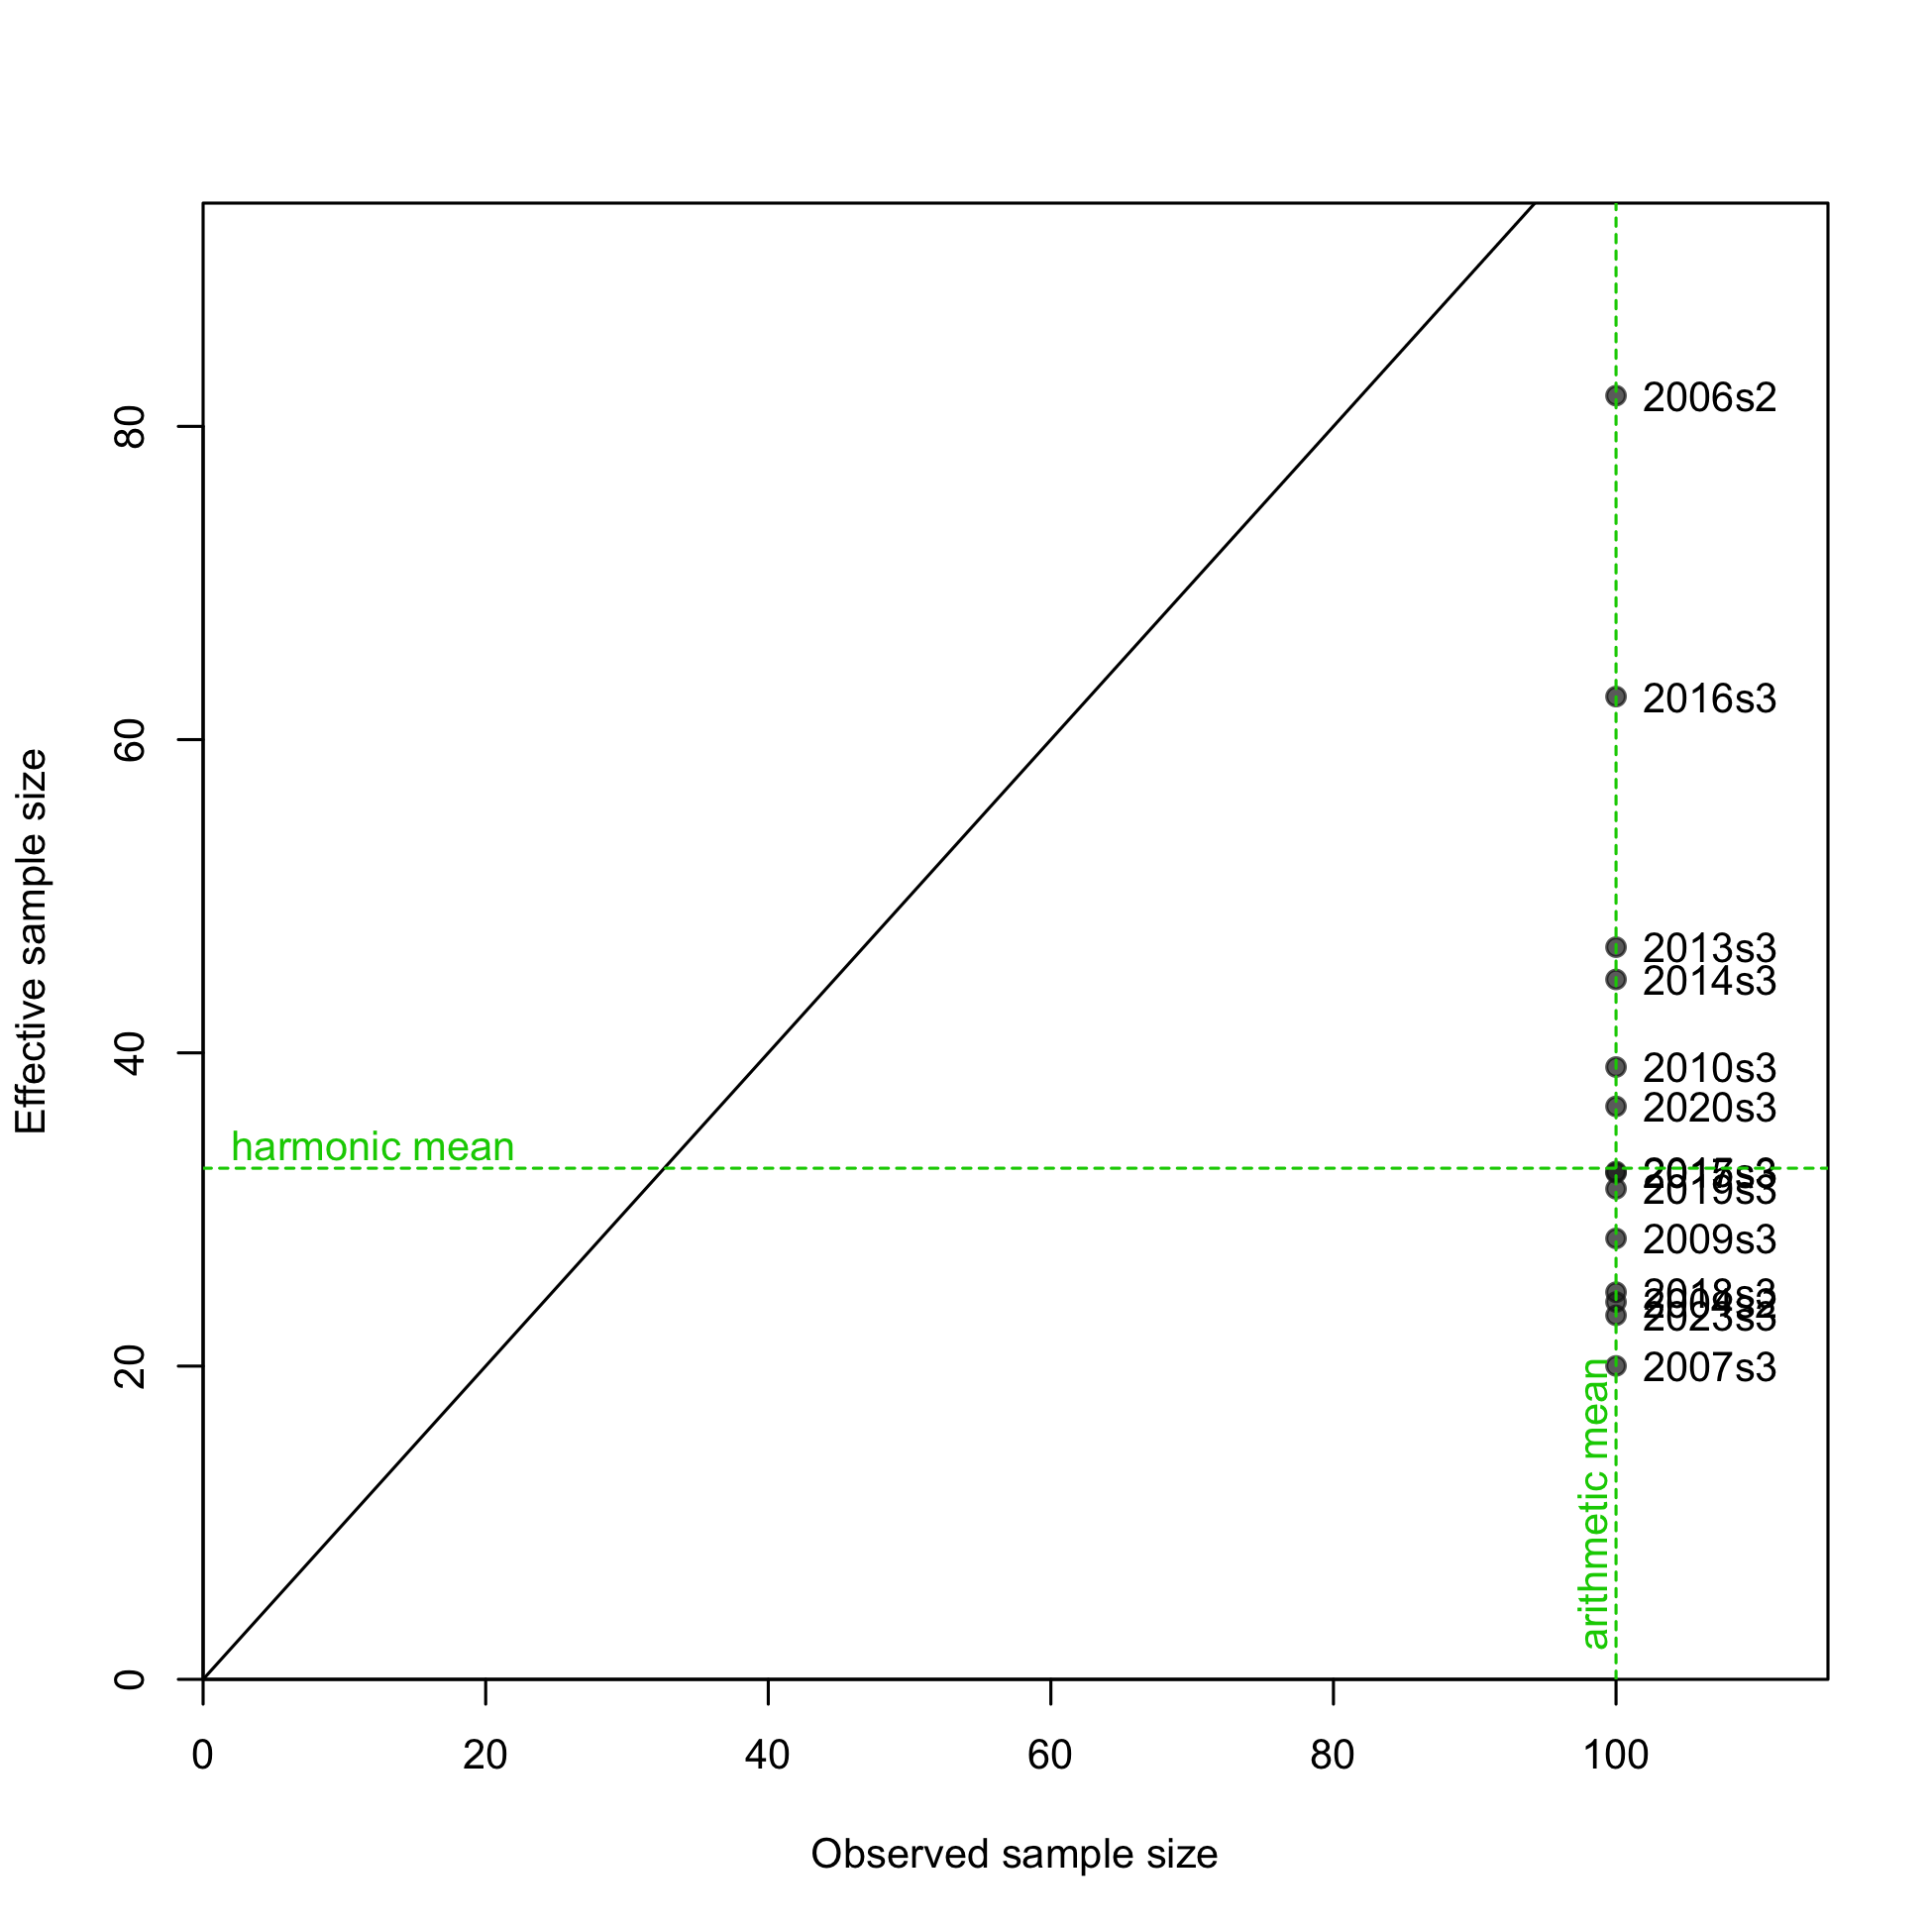 Effective sample size
80
60
40
20
0
2006s2
2016s3
2013s3
2014s3
2010s3
2020s3
harmonic mean
2019s3
2009s3
2018s3
2023s3
2007s3
arithmetic mean
0
20
40
60
80
100
Observed sample size